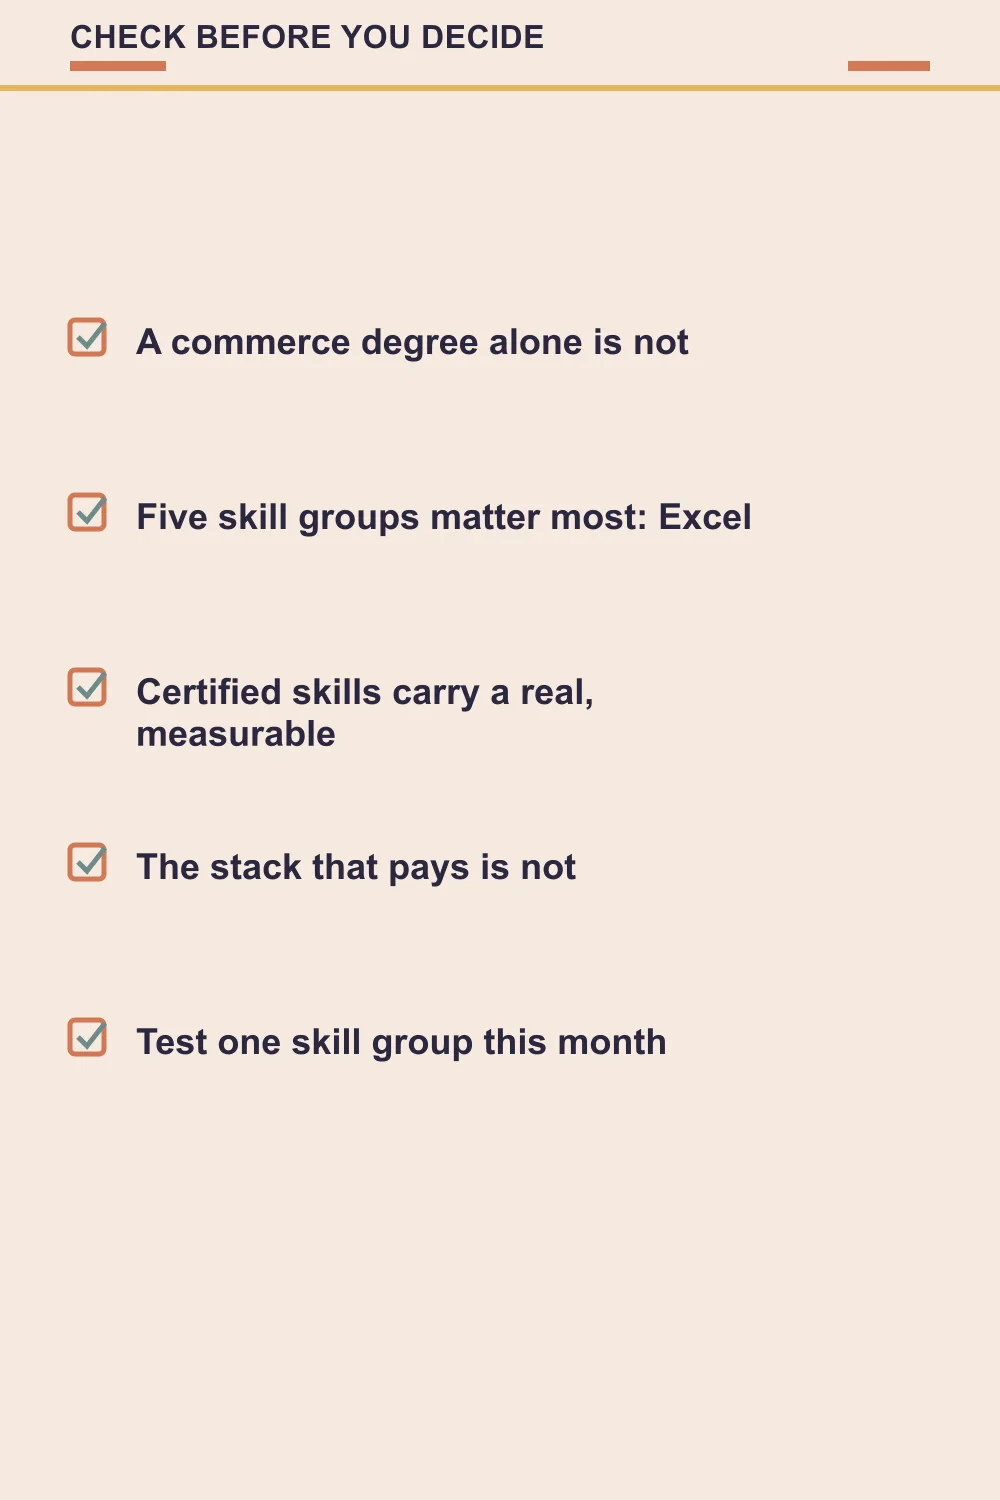 CHECK BEFORE YOU DECIDE
A commerce degree alone is not
Five skill groups matter most: Excel
Certified skills carry a real,
measurable
The stack that pays is not
Test one skill group this month